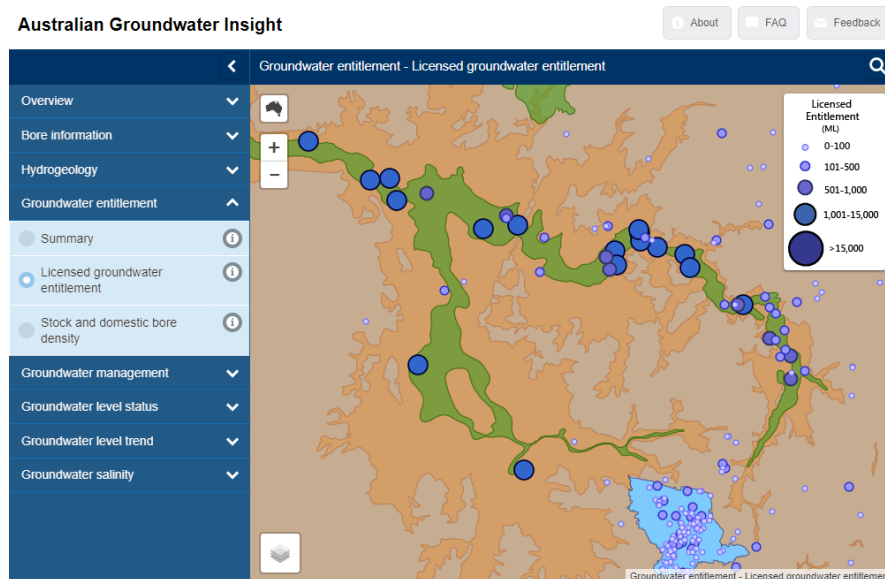 Australian Groundwater Insight
About
FAQ
Feedback
Groundwater entitlement - Licensed groundwater entitlement
Overview
Bore information
Hydrogeology
Groundwater entitlement
Summary
Licensed groundwater
entitlement
Stock and domestic bore
density
Groundwater management
Groundwater level status
Groundwater level trend
Groundwater salinity
+
−
Licensed
Entitlement
(ML)
0-100
101-500
501-1,000
1,001-15,000
>15,000
Groundwater entitlement - Licensed groundwater entitlemen